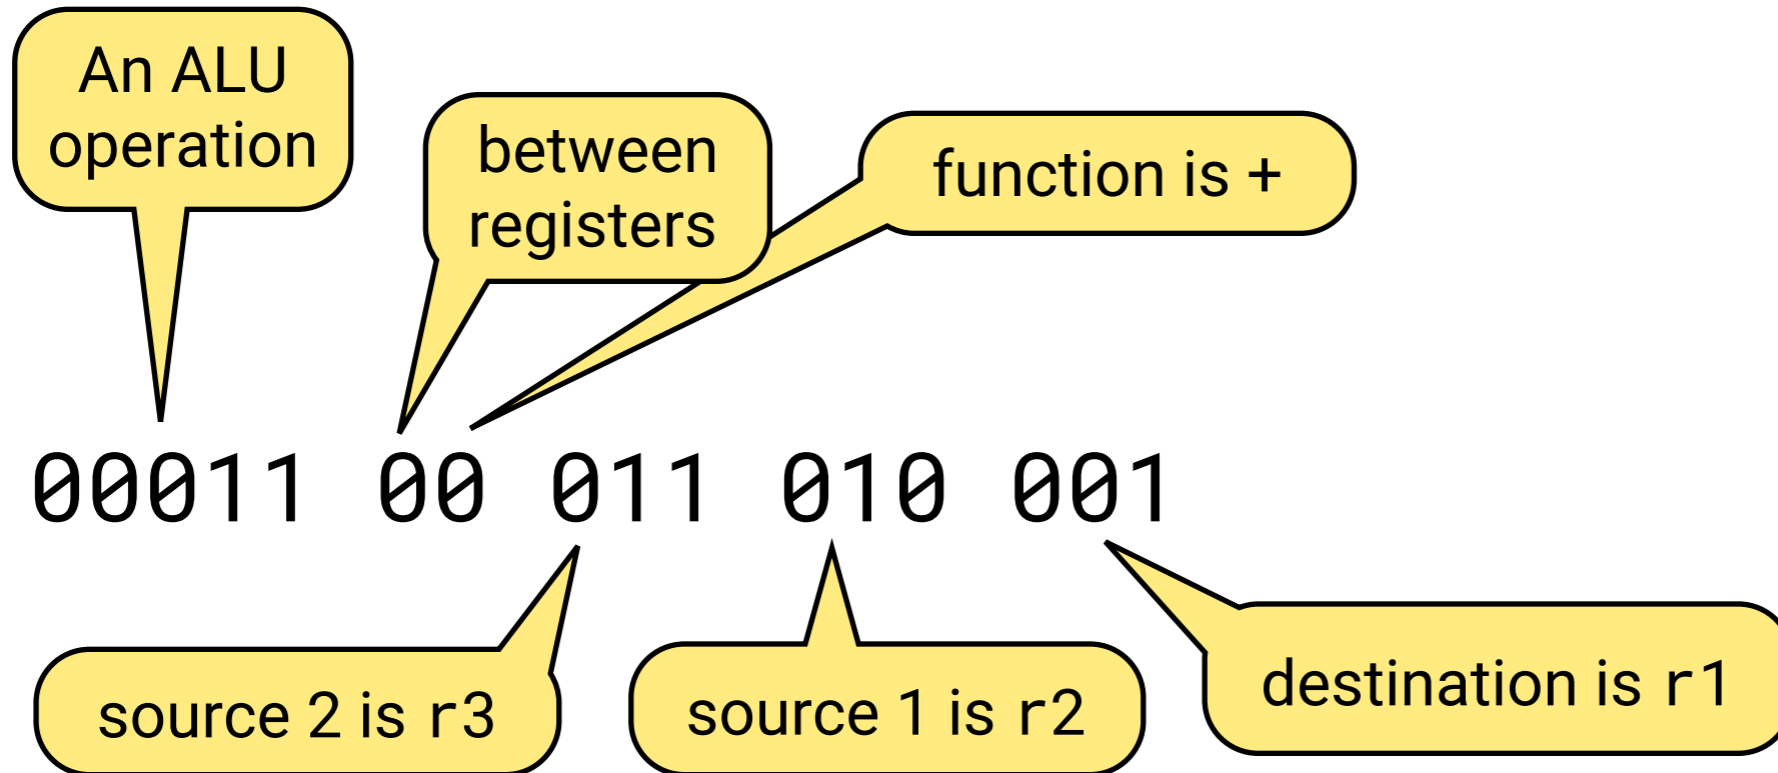 An ALU
operation
between
registers
function is +
00011 00 011 010 001
source 2 is r3
source 1 is r2
destination is r1